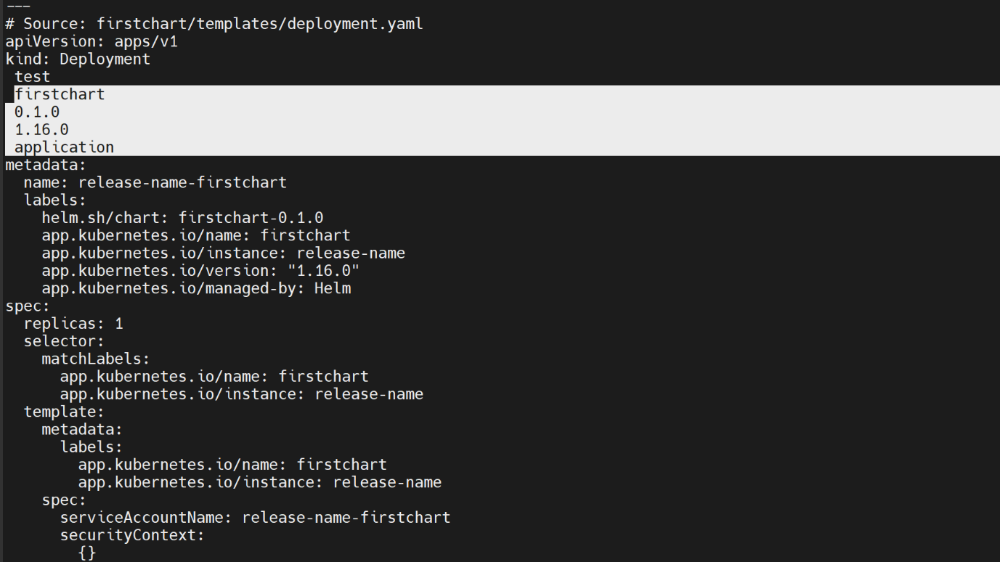 ---
# Source: firstchart/templates/deployment.yaml
apiVersion: apps/v1
kind: Deployment
 test
 firstchart
 0.1.0
 1.16.0
 application
metadata:
  name: release-name-firstchart
  labels:
    helm.sh/chart: firstchart-0.1.0
    app.kubernetes.io/name: firstchart
    app.kubernetes.io/instance: release-name
    app.kubernetes.io/version: "1.16.0"
    app.kubernetes.io/managed-by: Helm
spec:
  replicas: 1
  selector:
    matchLabels:
      app.kubernetes.io/name: firstchart
      app.kubernetes.io/instance: release-name
  template:
    metadata:
      labels:
        app.kubernetes.io/name: firstchart
        app.kubernetes.io/instance: release-name
    spec:
      serviceAccountName: release-name-firstchart
      securityContext:
        {}